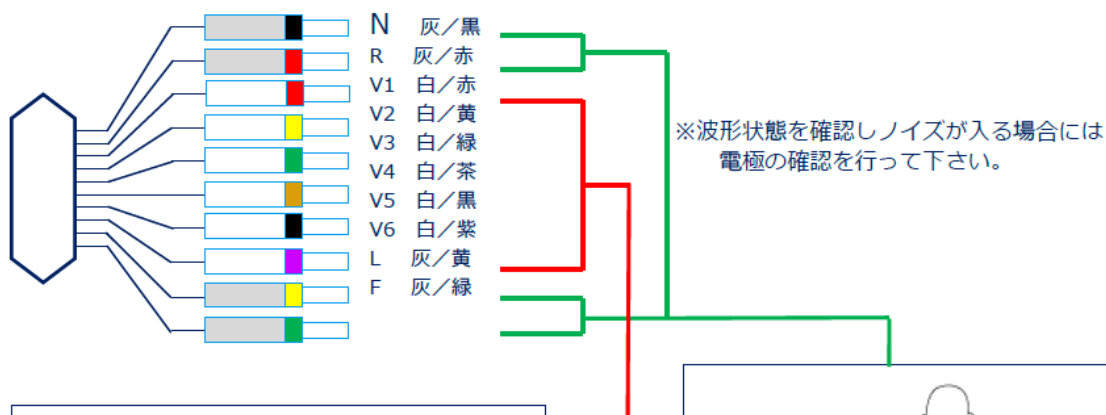 N 灰／黒
R 灰／赤
V1 白／赤
V2 白／黄
V3 白／緑
V4 白／茶
V5 白／黒
V6 白／紫
L 灰／黄
F 灰／緑
※波形状態を確認しノイズが入る場合には
電極の確認を行って下さい。